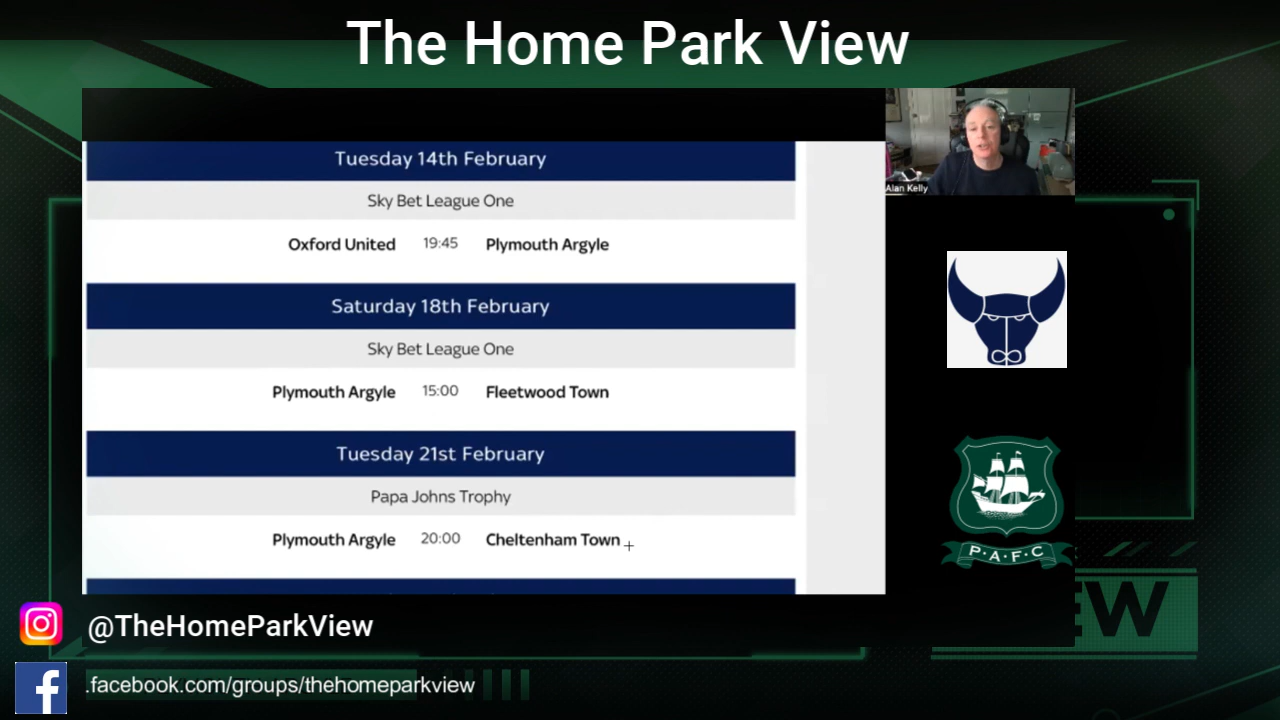 The Home Park View
Alan Kelly
Tuesday 14th February
Sky Bet League One
Oxford United 19:45 Plymouth Argyle
Saturday 18th February
Sky Bet League One
Plymouth Argyle 15:00 Fleetwood Town
Tuesday 21st February
Papa Johns Trophy
Plymouth Argyle 20:00 Cheltenham Town
P.A.F.C
EW
@TheHomeParkView
.facebook.com/groups/thehomeparkview